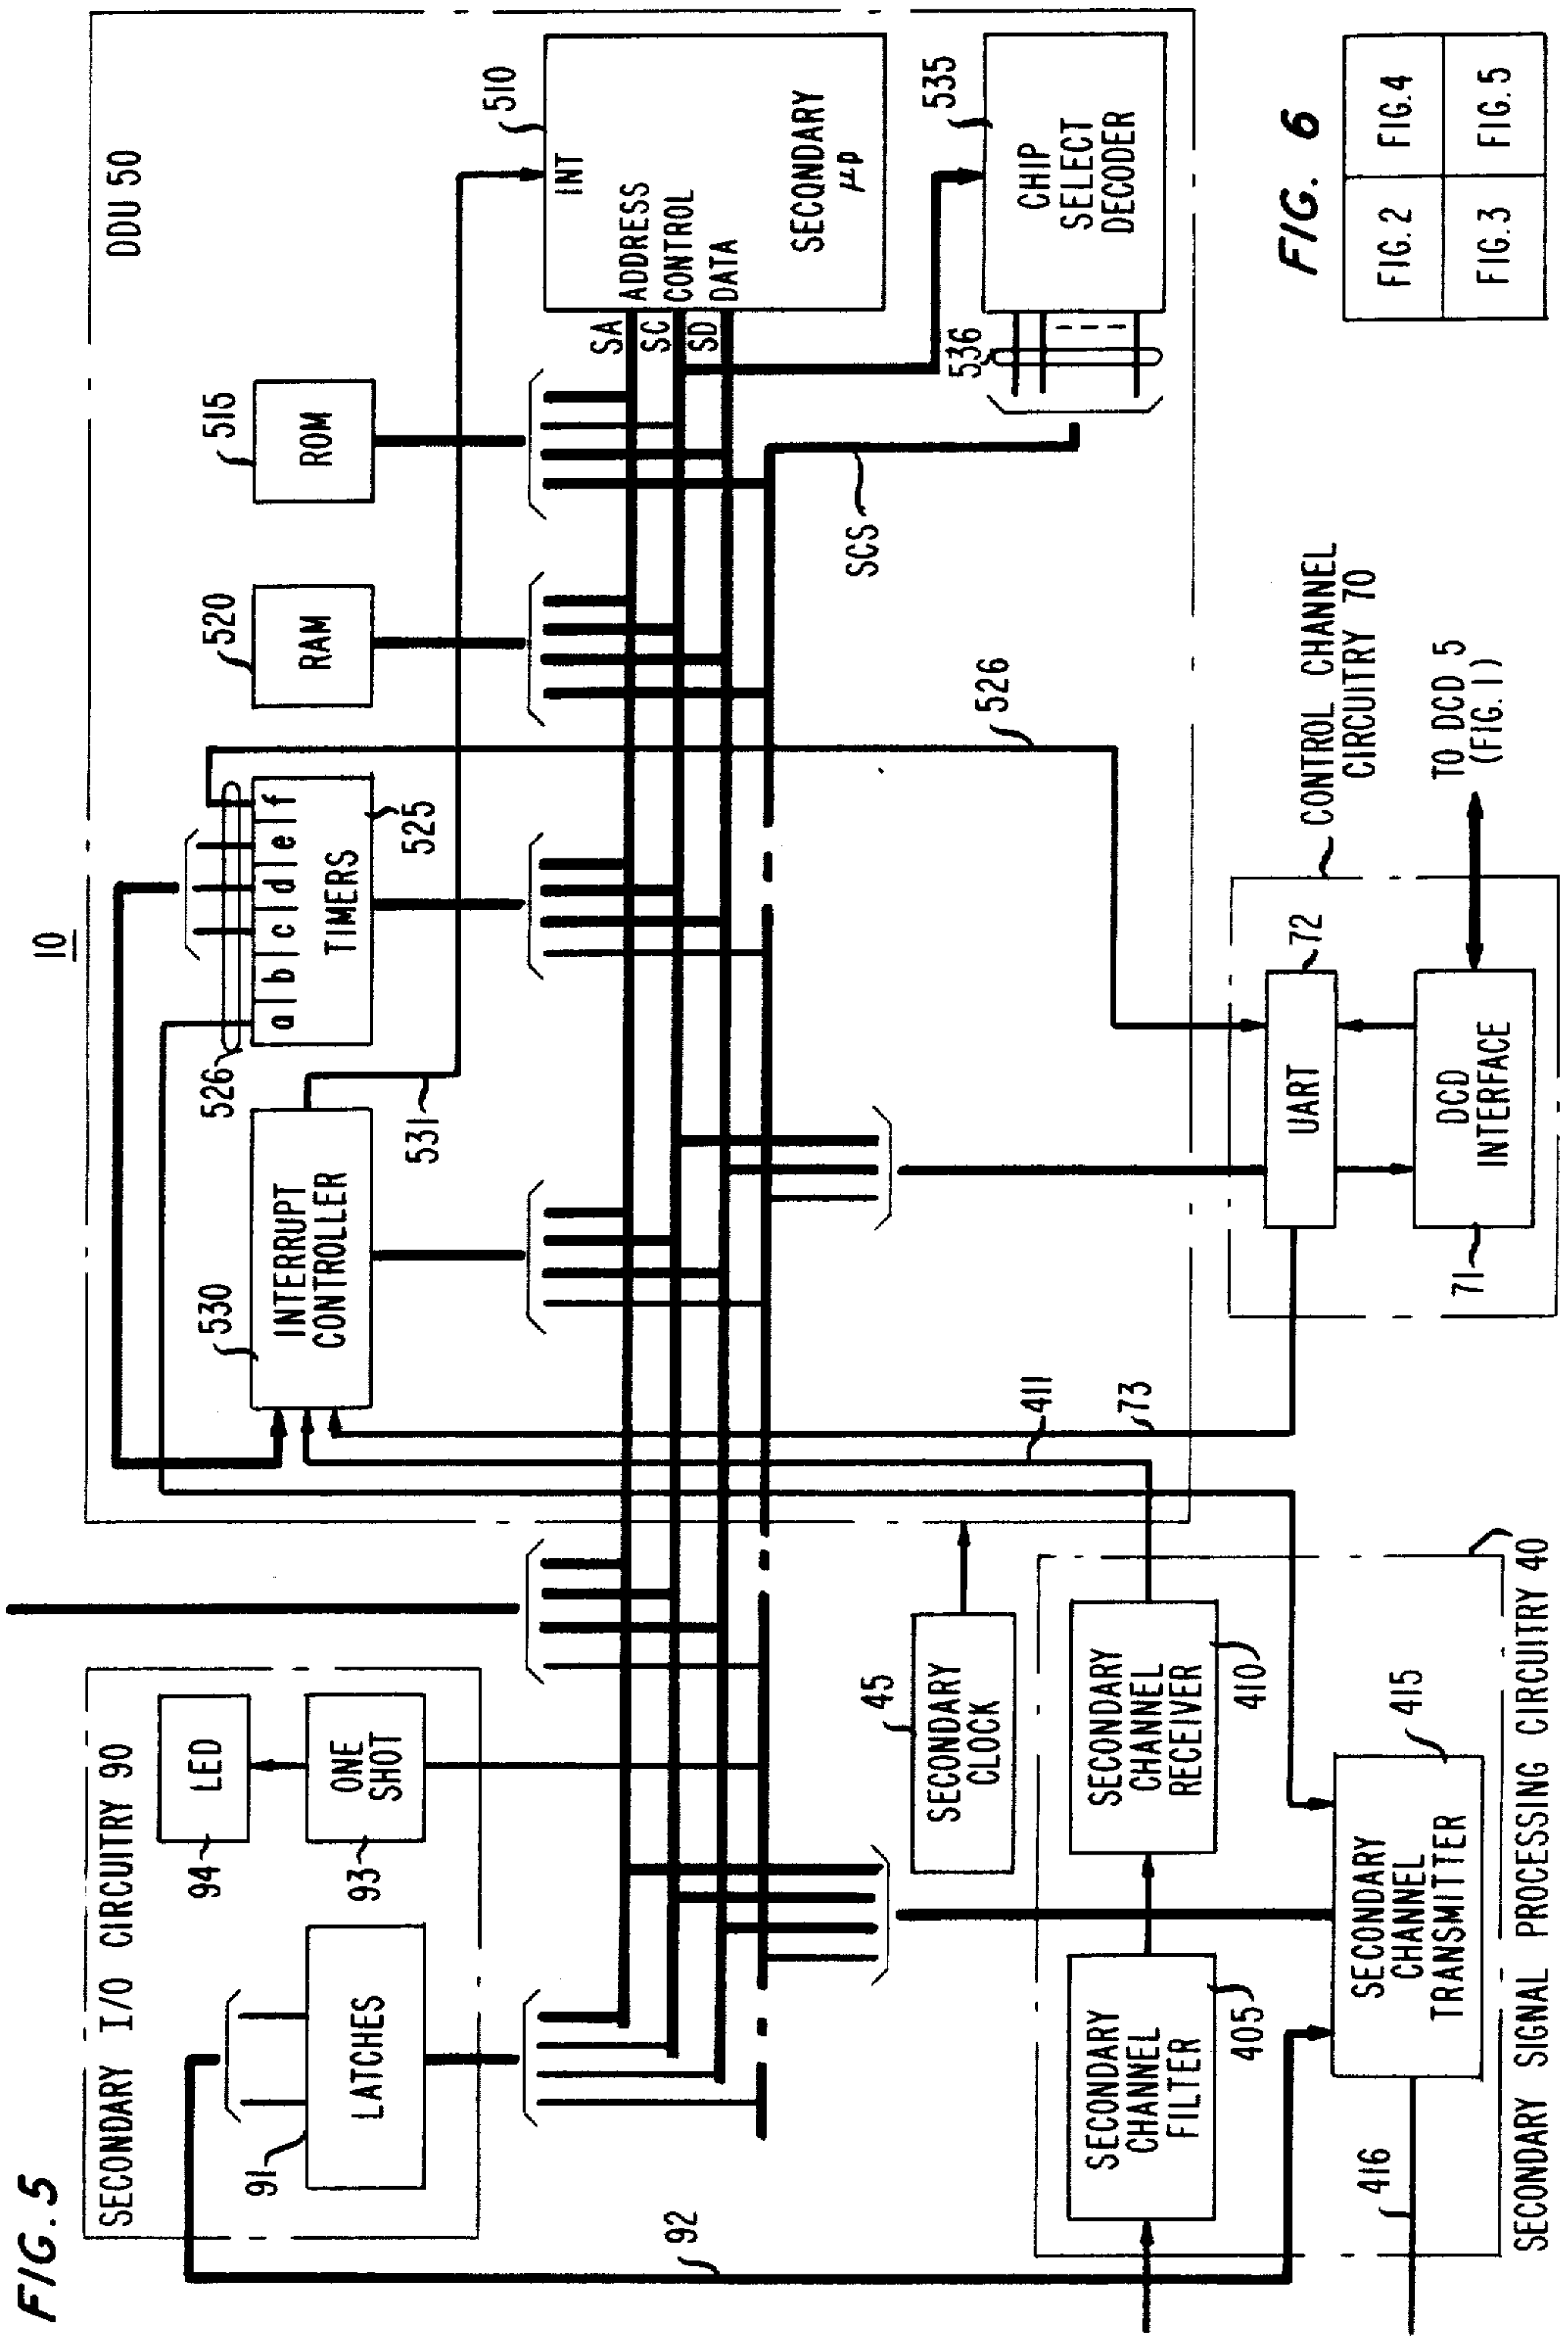 FIG. 5
10
SECONDARY I/O CIRCUITRY 90
94
LED
93
ONE
SHOT
91
LATCHES
92
DDU 50
530
INTERRUPT
CONTROLLER
531
526
a b c d e f
TIMERS
525
520
RAM
515
ROM
510
INT
ADDRESS
CONTROL
DATA
SECONDARY
μp
SA
SC
SD
535
CHIP
SELECT
DECODER
536
SCS
526
45
SECONDARY
CLOCK
411
73
SECONDARY
CHANNEL
FILTER
405
SECONDARY
CHANNEL
RECEIVER
410
SECONDARY
CHANNEL
TRANSMITTER
415
416
SECONDARY SIGNAL PROCESSING CIRCUITRY 40
CONTROL CHANNEL
CIRCUITRY 70
UART
72
DCD
INTERFACE
71
TO DCD 5
(FIG. 1)
FIG. 6
FIG. 2 FIG. 4
FIG. 3 FIG. 5